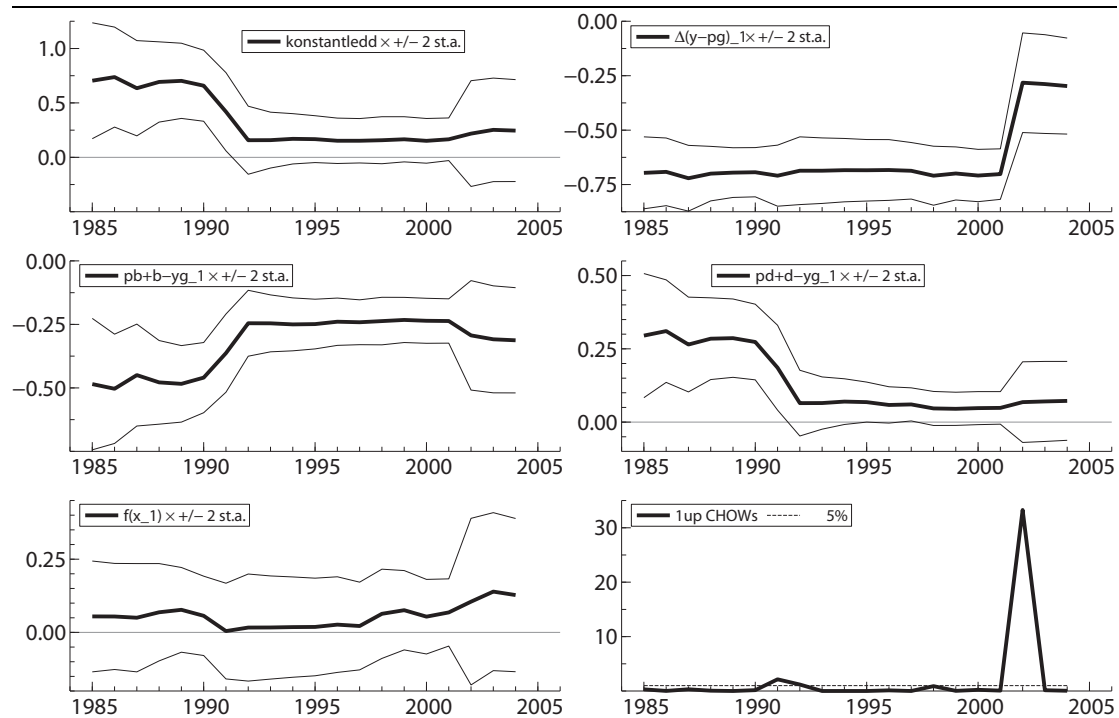 konstantledd × +/− 2 st.a.
1.0
0.5
0.0
1985 1990 1995 2000 2005
Δ(y−pg)_1× +/− 2 st.a.
0.00
−0.25
−0.50
−0.75
1985 1990 1995 2000 2005
pb+b−yg_1 × +/− 2 st.a.
0.00
−0.25
−0.50
1985 1990 1995 2000 2005
pd+d−yg_1 × +/− 2 st.a.
0.50
0.25
0.00
1985 1990 1995 2000 2005
f(x_1) × +/− 2 st.a.
0.25
0.00
1985 1990 1995 2000 2005
1up CHOWs 5%
30
20
10
1985 1990 1995 2000 2005